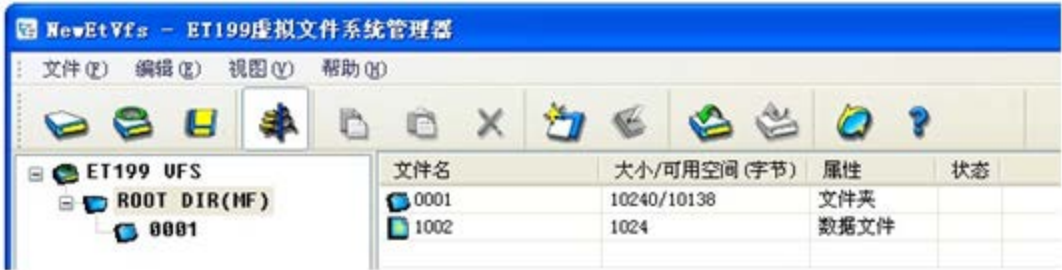 NewEtVfs - ET199虚拟文件系统管理器
文件(F) 编辑(E) 视图(V) 帮助(H)
ET199 VFS
ROOT DIR(MF)
0001
文件名 大小/可用空间(字节) 属性 状态
0001 10240/10138 文件夹
1002 1024 数据文件